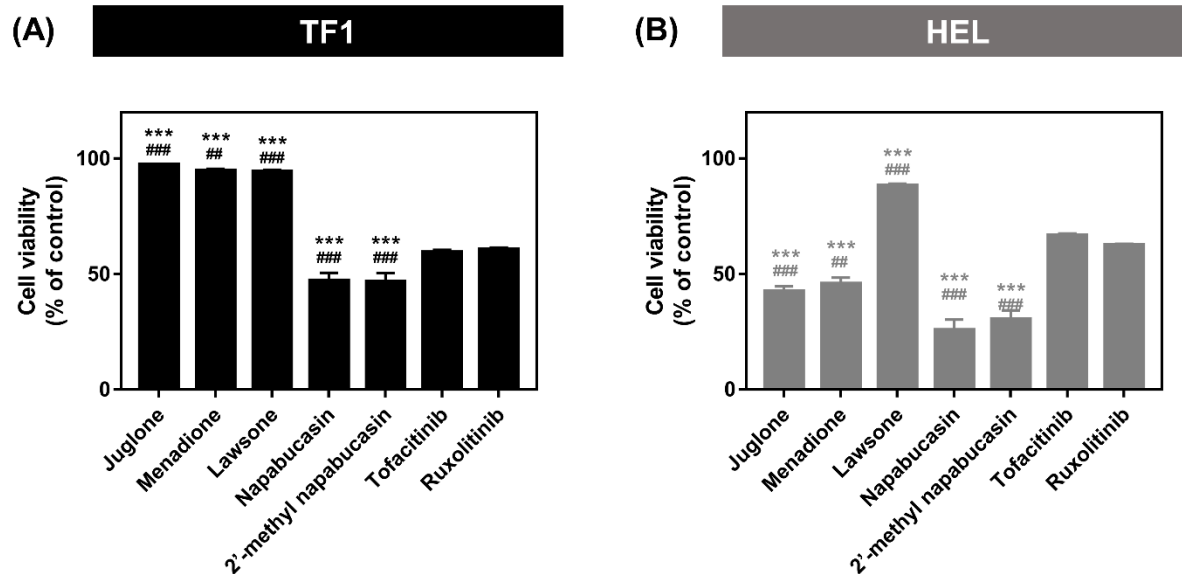 (A)
TF1
Cell viability
(% of control)
100
50
0
***
###
***
##
***
###
***
###
***
###
Juglone
Menadione
Lawsone
Napabucasin
2’-methyl napabucasin
Tofacitinib
Ruxolitinib
(B)
HEL
Cell viability
(% of control)
100
50
0
***
###
***
##
***
###
***
###
***
###
Juglone
Menadione
Lawsone
Napabucasin
2’-methyl napabucasin
Tofacitinib
Ruxolitinib